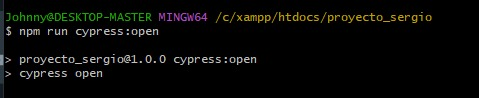 Johnny@DESKTOP-MASTER MINGW64 /c/xampp/htdocs/proyecto_sergio
$ npm run cypress:open
> proyecto_sergio@1.0.0 cypress:open
> cypress open